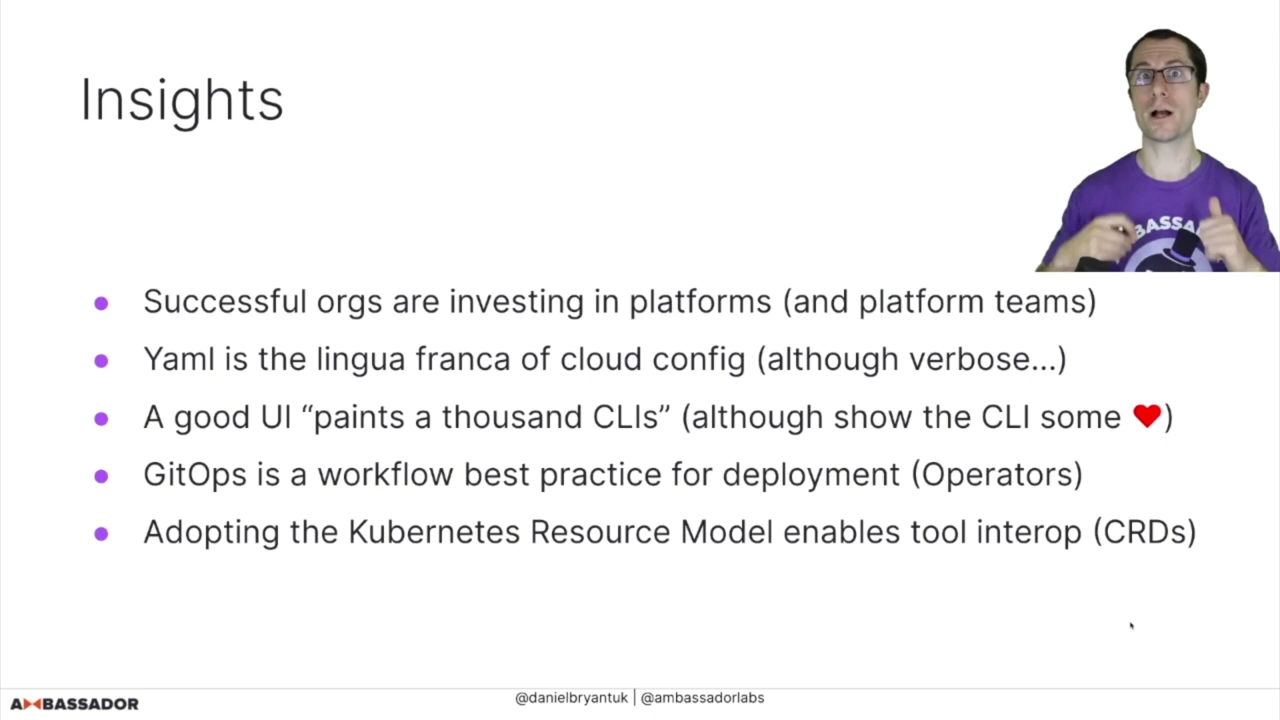 Insights
BASSA
● Successful orgs are investing in platforms (and platform teams)
● Yaml is the lingua franca of cloud config (although verbose...)
● A good UI “paints a thousand CLIs” (although show the CLI some ♥)
● GitOps is a workflow best practice for deployment (Operators)
● Adopting the Kubernetes Resource Model enables tool interop (CRDs)
AMBASSADOR
@danielbryantuk | @ambassadorlabs